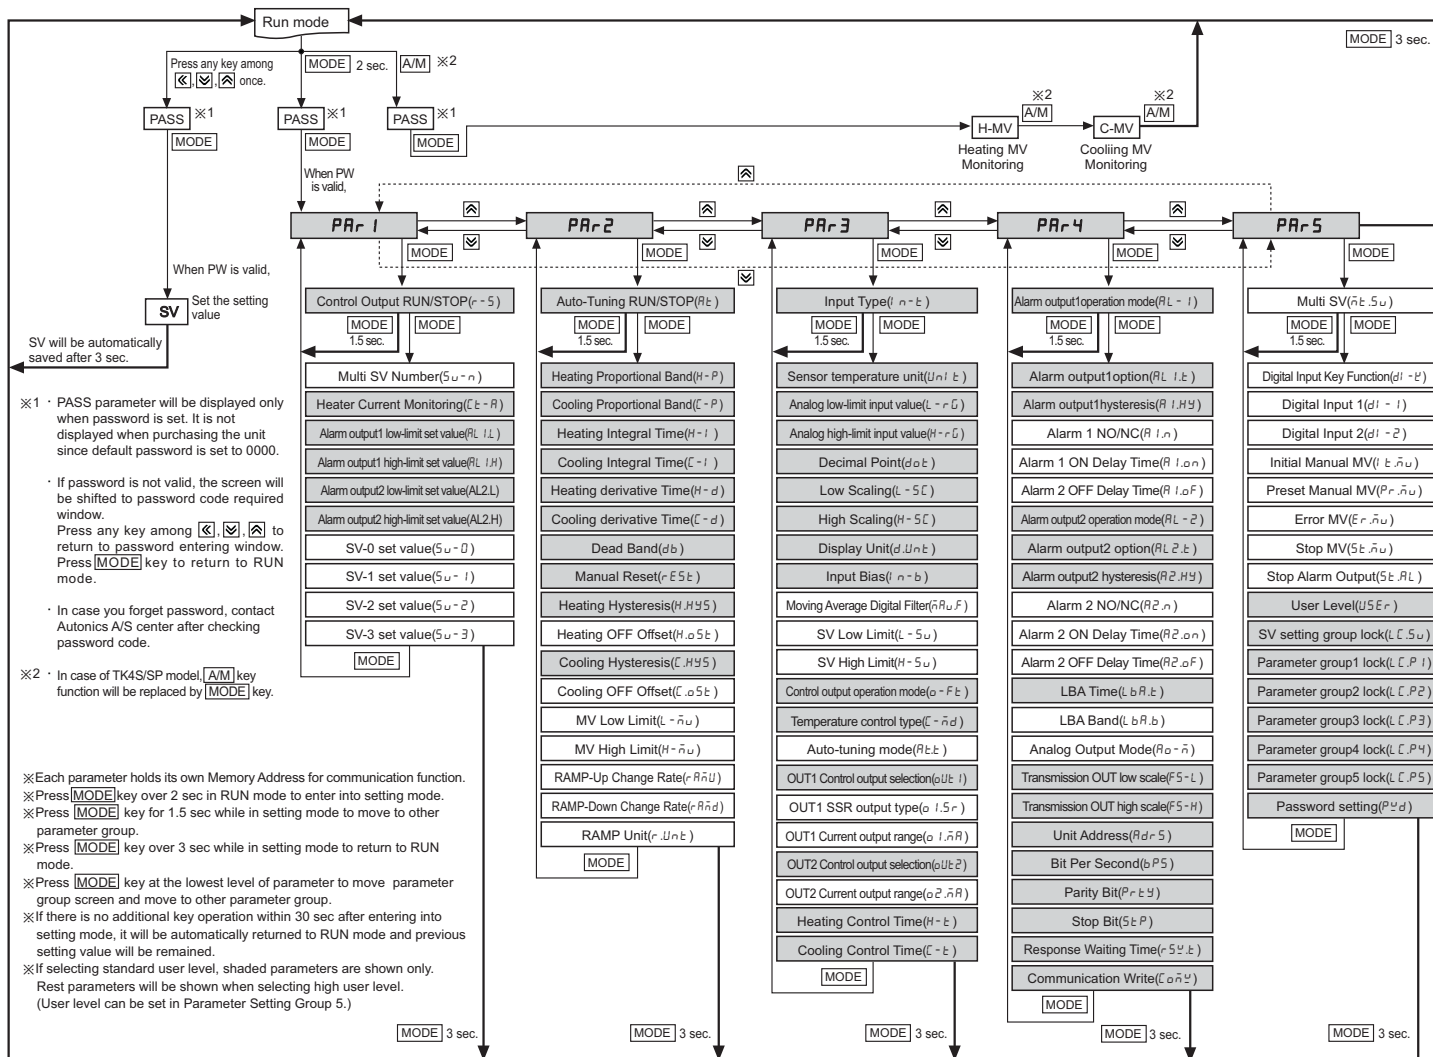 Run mode
MODE 3 sec.
Press any key among
, , once.
MODE 2 sec.
A/M ※2
PASS ※1
MODE
PASS ※1
MODE
PASS ※1
MODE
※2
A/M
※2
A/M
H-MV
Heating MV
Monitoring
C-MV
Cooliing MV
Monitoring
When PW
is valid,
PAr1
PAr2
PAr3
PAr4
PAr5
MODE
MODE
MODE
MODE
MODE
When PW is valid,
SV
Set the setting
value
SV will be automatically
saved after 3 sec.
Control Output RUN/STOP(r-S)
MODE MODE
1.5 sec.
Multi SV Number(Su-n)
Heater Current Monitoring(Ct-A)
Alarm output1 low-limit set value(AL1.L)
Alarm output1 high-limit set value(AL1.H)
Alarm output2 low-limit set value(AL2.L)
Alarm output2 high-limit set value(AL2.H)
SV-0 set value(Su-0)
SV-1 set value(Su-1)
SV-2 set value(Su-2)
SV-3 set value(Su-3)
MODE
Auto-Tuning RUN/STOP(At)
MODE MODE
1.5 sec.
Heating Proportional Band(H-P)
Cooling Proportional Band(C-P)
Heating Integral Time(H-I)
Cooling Integral Time(C-I)
Heating derivative Time(H-d)
Cooling derivative Time(C-d)
Dead Band(db)
Manual Reset(rESt)
Heating Hysteresis(H.HYS)
Heating OFF Offset(H.oSt)
Cooling Hysteresis(C.HYS)
Cooling OFF Offset(C.oSt)
MV Low Limit(L-mu)
MV High Limit(H-mu)
RAMP-Up Change Rate(rAmU)
RAMP-Down Change Rate(rAmd)
RAMP Unit(r.Unt)
MODE
Input Type(In-t)
MODE MODE
1.5 sec.
Sensor temperature unit(UnIt)
Analog low-limit input value(L-rG)
Analog high-limit input value(H-rG)
Decimal Point(dot)
Low Scaling(L-SC)
High Scaling(H-SC)
Display Unit(d.Unt)
Input Bias(In-b)
Moving Average Digital Filter(mAu.F)
SV Low Limit(L-Su)
SV High Limit(H-Su)
Control output operation mode(o-Ft)
Temperature control type(C-md)
Auto-tuning mode(At.t)
OUT1 Control output selection(oUt1)
OUT1 SSR output type(o1.Sr)
OUT1 Current output range(o1.mA)
OUT2 Control output selection(oUt2)
OUT2 Current output range(o2.mA)
Heating Control Time(H-t)
Cooling Control Time(C-t)
MODE
Alarm output1operation mode(AL-1)
MODE MODE
1.5 sec.
Alarm output1option(AL1.t)
Alarm output1hysteresis(A1.HY)
Alarm 1 NO/NC(A1.n)
Alarm 1 ON Delay Time(A1.on)
Alarm 2 OFF Delay Time(A1.oF)
Alarm output2 operation mode(AL-2)
Alarm output2 option(AL2.t)
Alarm output2 hysteresis(A2.HY)
Alarm 2 NO/NC(A2.n)
Alarm 2 ON Delay Time(A2.on)
Alarm 2 OFF Delay Time(A2.oF)
LBA Time(LbA.t)
LBA Band(LbA.b)
Analog Output Mode(Ao-m)
Transmission OUT low scale(FS-L)
Transmission OUT high scale(FS-H)
Unit Address(AdrS)
Bit Per Second(bPS)
Parity Bit(PrtY)
Stop Bit(StP)
Response Waiting Time(rSY.t)
Communication Write(ComY)
MODE
Multi SV(mt.Su)
MODE MODE
1.5 sec.
Digital Input Key Function(dI-K)
Digital Input 1(dI-1)
Digital Input 2(dI-2)
Initial Manual MV(It.mu)
Preset Manual MV(Pr.mu)
Error MV(Er.mu)
Stop MV(St.mu)
Stop Alarm Output(St.AL)
User Level(USEr)
SV setting group lock(LC.Su)
Parameter group1 lock(LC.P1)
Parameter group2 lock(LC.P2)
Parameter group3 lock(LC.P3)
Parameter group4 lock(LC.P4)
Parameter group5 lock(LC.P5)
Password setting(PYd)
MODE
※1 · PASS parameter will be displayed only
when password is set. It is not
displayed when purchasing the unit
since default password is set to 0000.
· If password is not valid, the screen will
be shifted to password code required
window.
Press any key among , , to
return to password entering window.
Press MODE key to return to RUN
mode.
· In case you forget password, contact
Autonics A/S center after checking
password code.
※2 · In case of TK4S/SP model, A/M key
function will be replaced by MODE key.
※Each parameter holds its own Memory Address for communication function.
※Press MODE key over 2 sec in RUN mode to enter into setting mode.
※Press MODE key for 1.5 sec while in setting mode to move to other
parameter group.
※Press MODE key over 3 sec while in setting mode to return to RUN
mode.
※Press MODE key at the lowest level of parameter to move parameter
group screen and move to other parameter group.
※If there is no additional key operation within 30 sec after entering into
setting mode, it will be automatically returned to RUN mode and previous
setting value will be remained.
※If selecting standard user level, shaded parameters are shown only.
Rest parameters will be shown when selecting high user level.
(User level can be set in Parameter Setting Group 5.)
MODE 3 sec.
MODE 3 sec.
MODE 3 sec.
MODE 3 sec.
MODE 3 sec.